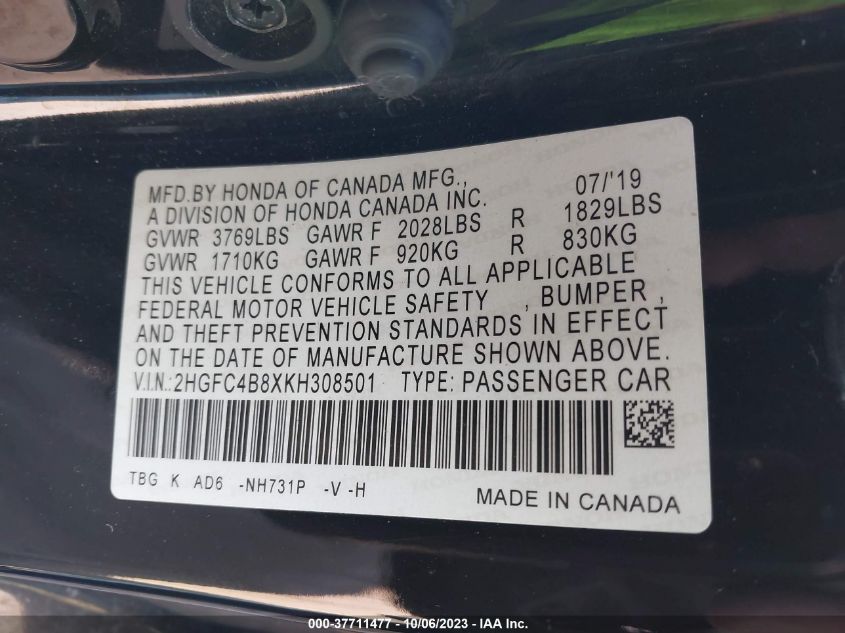 MFD.BY HONDA OF CANADA MFG., 07/'19
A DIVISION OF HONDA CANADA INC.
GVWR 3769LBS GAWR F 2028LBS R 1829LBS
GVWR 1710KG GAWR F 920KG R 830KG
THIS VEHICLE CONFORMS TO ALL APPLICABLE
FEDERAL MOTOR VEHICLE SAFETY , BUMPER ,
AND THEFT PREVENTION STANDARDS IN EFFECT
ON THE DATE OF MANUFACTURE SHOWN ABOVE.
V.I.N.:2HGFC4B8XKH308501 TYPE: PASSENGER CAR
TBG K AD6 -NH731P -V -H
MADE IN CANADA
000-37711477 - 10/06/2023 - IAA Inc.